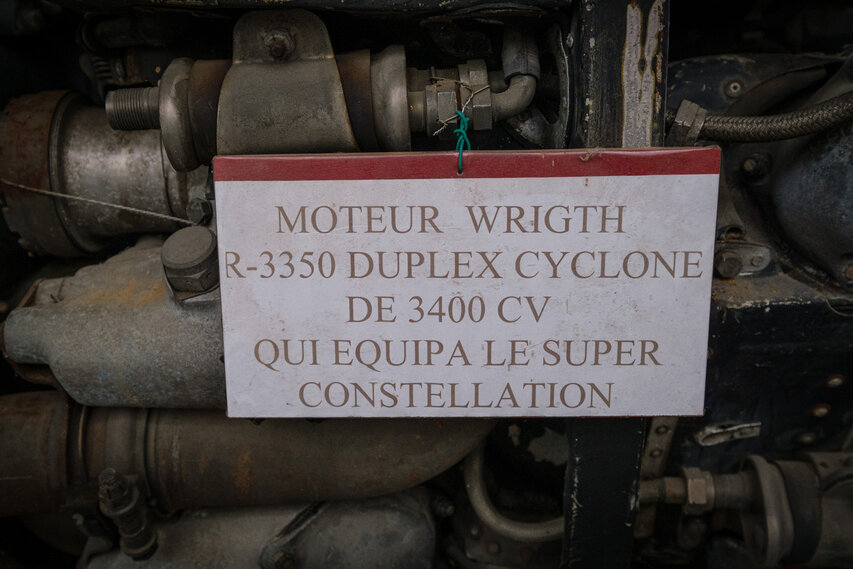 MOTEUR WRIGTH
R-3350 DUPLEX CYCLONE
DE 3400 CV
QUI EQUIPA LE SUPER
CONSTELLATION